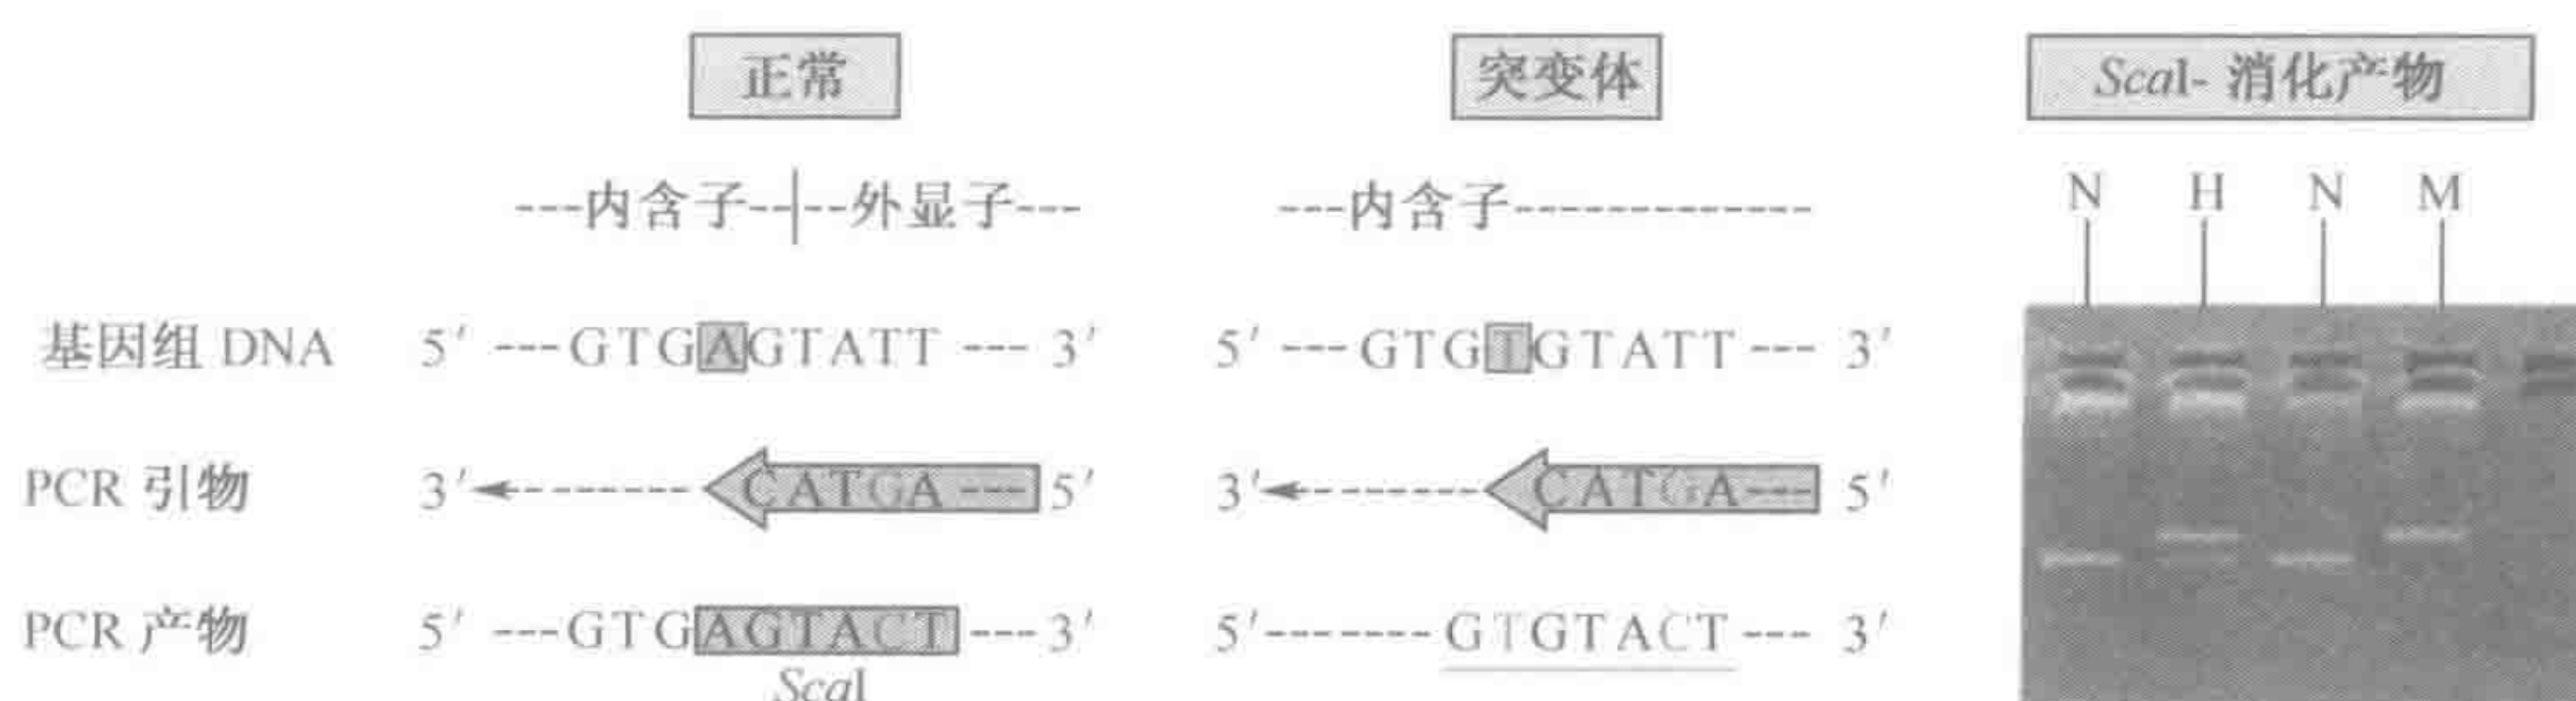 正常 突变体 ScaI- 消化产物
---内含子--|--外显子--- ---内含子------------- N H N M
基因组 DNA 5′ ---GTGAGTATT --- 3′ 5′ ---GTGTGTATT--- 3′
PCR 引物 3′ CATGA --- 5′ 3′ CATGA--- 5′
PCR 产物 5′ ---GTGAGTACT---3′ 5′-------GTGTACT--- 3′
ScaI